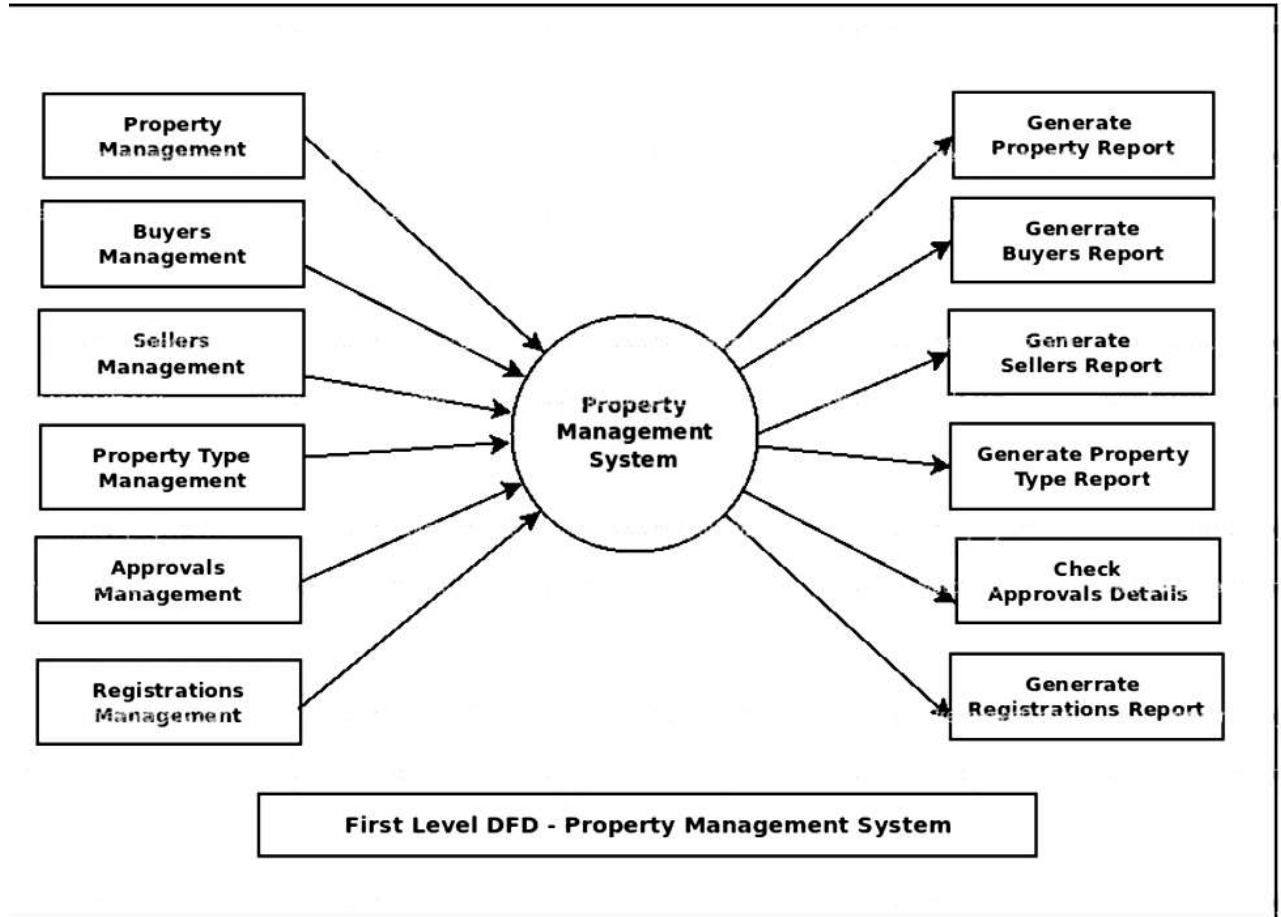 Property
Management
Buyers
Management
Sellers
Management
Property Type
Management
Approvals
Management
Registrations
Management
Property
Management
System
Generate
Property Report
Generrate
Buyers Report
Generate
Sellers Report
Generate Property
Type Report
Check
Approvals Details
Generrate
Registrations Report
First Level DFD - Property Management System